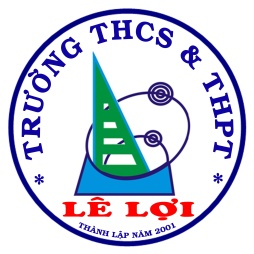 * TRƯỜNG THCS & THPT *
LÊ LỢI
THÀNH LẬP NĂM 2001